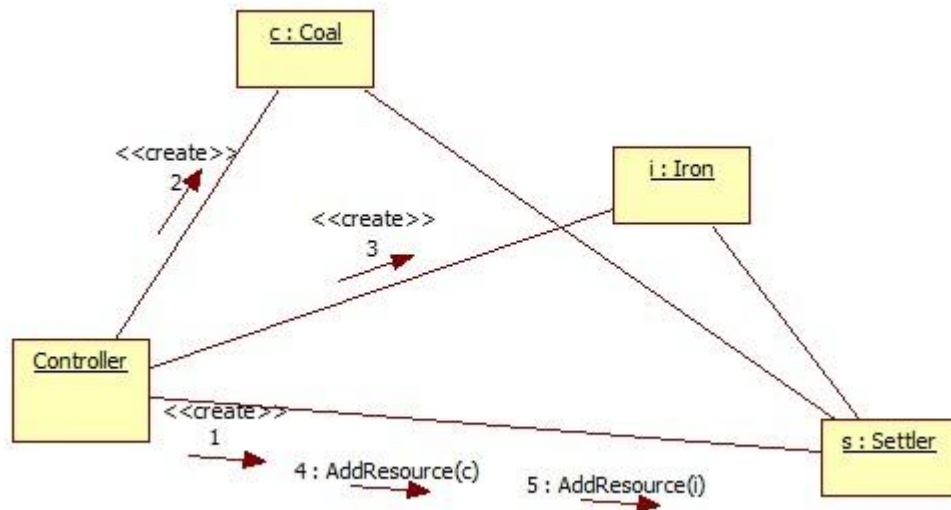 c : Coal
<<create>>
2
i : Iron
<<create>>
3
Controller
<<create>>
1
s : Settler
4 : AddResource(c)
5 : AddResource(i)